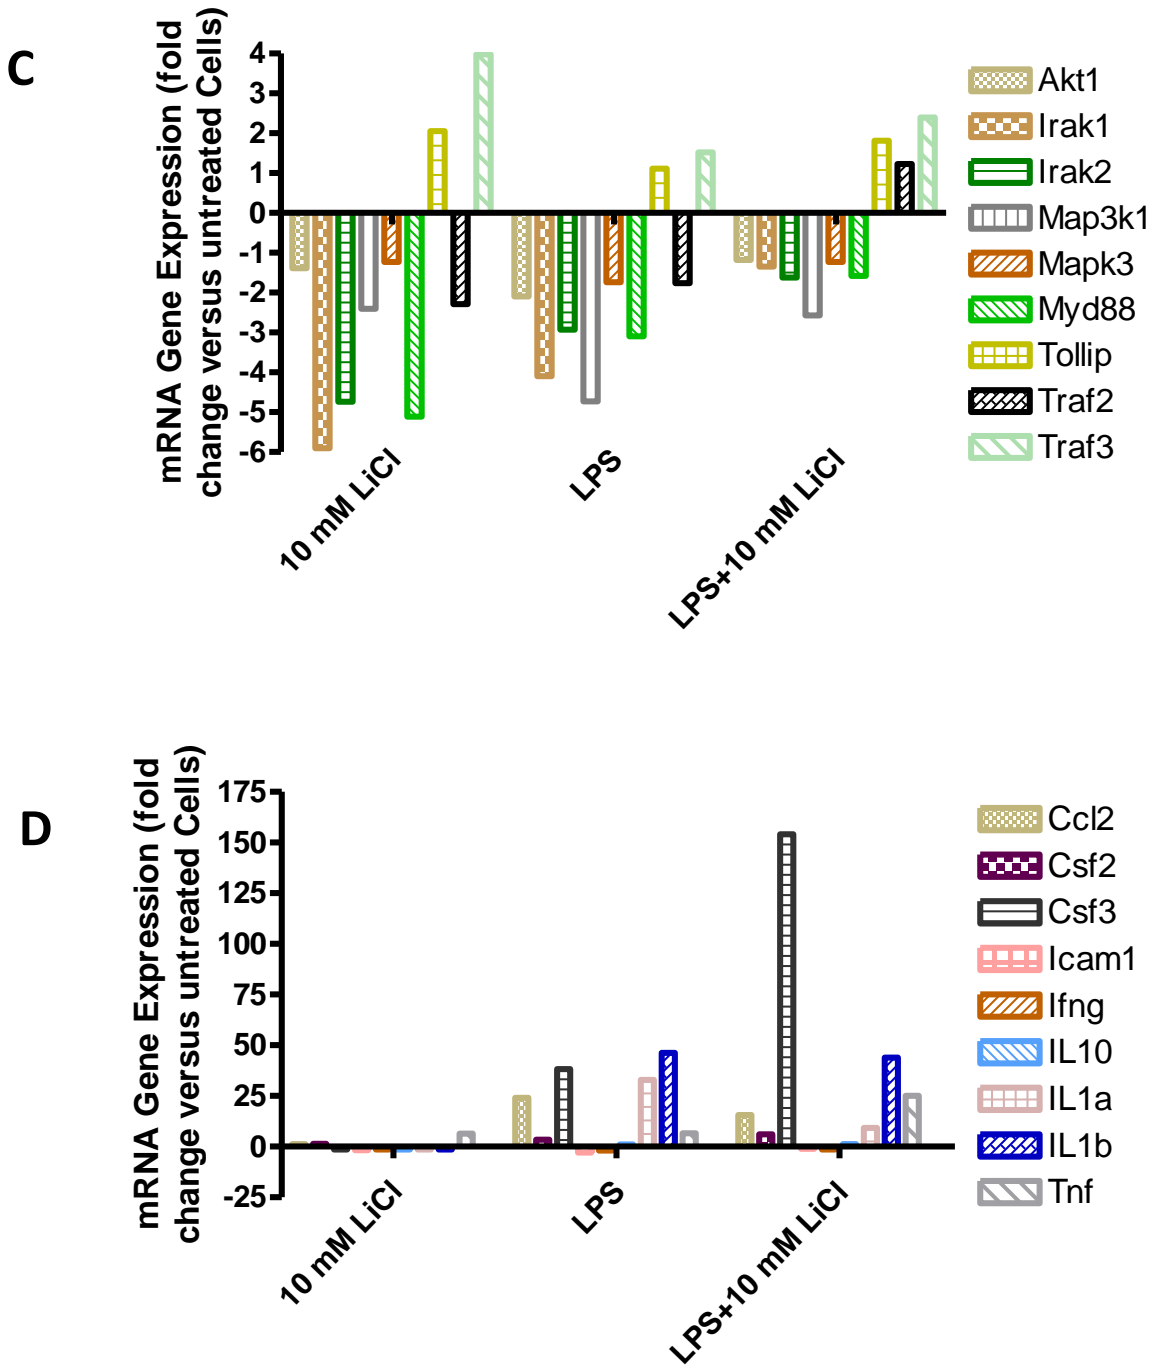 C
mRNA Gene Expression (fold
change versus untreated Cells)
4
3
2
1
0
-1
-2
-3
-4
-5
-6
10 mM LiCl
LPS
LPS+10 mM LiCl
Akt1
Irak1
Irak2
Map3k1
Mapk3
Myd88
Tollip
Traf2
Traf3
D
mRNA Gene Expression (fold
change versus untreated Cells)
175
150
125
100
75
50
25
0
-25
10 mM LiCl
LPS
LPS+10 mM LiCl
Ccl2
Csf2
Csf3
Icam1
Ifng
IL10
IL1a
IL1b
Tnf